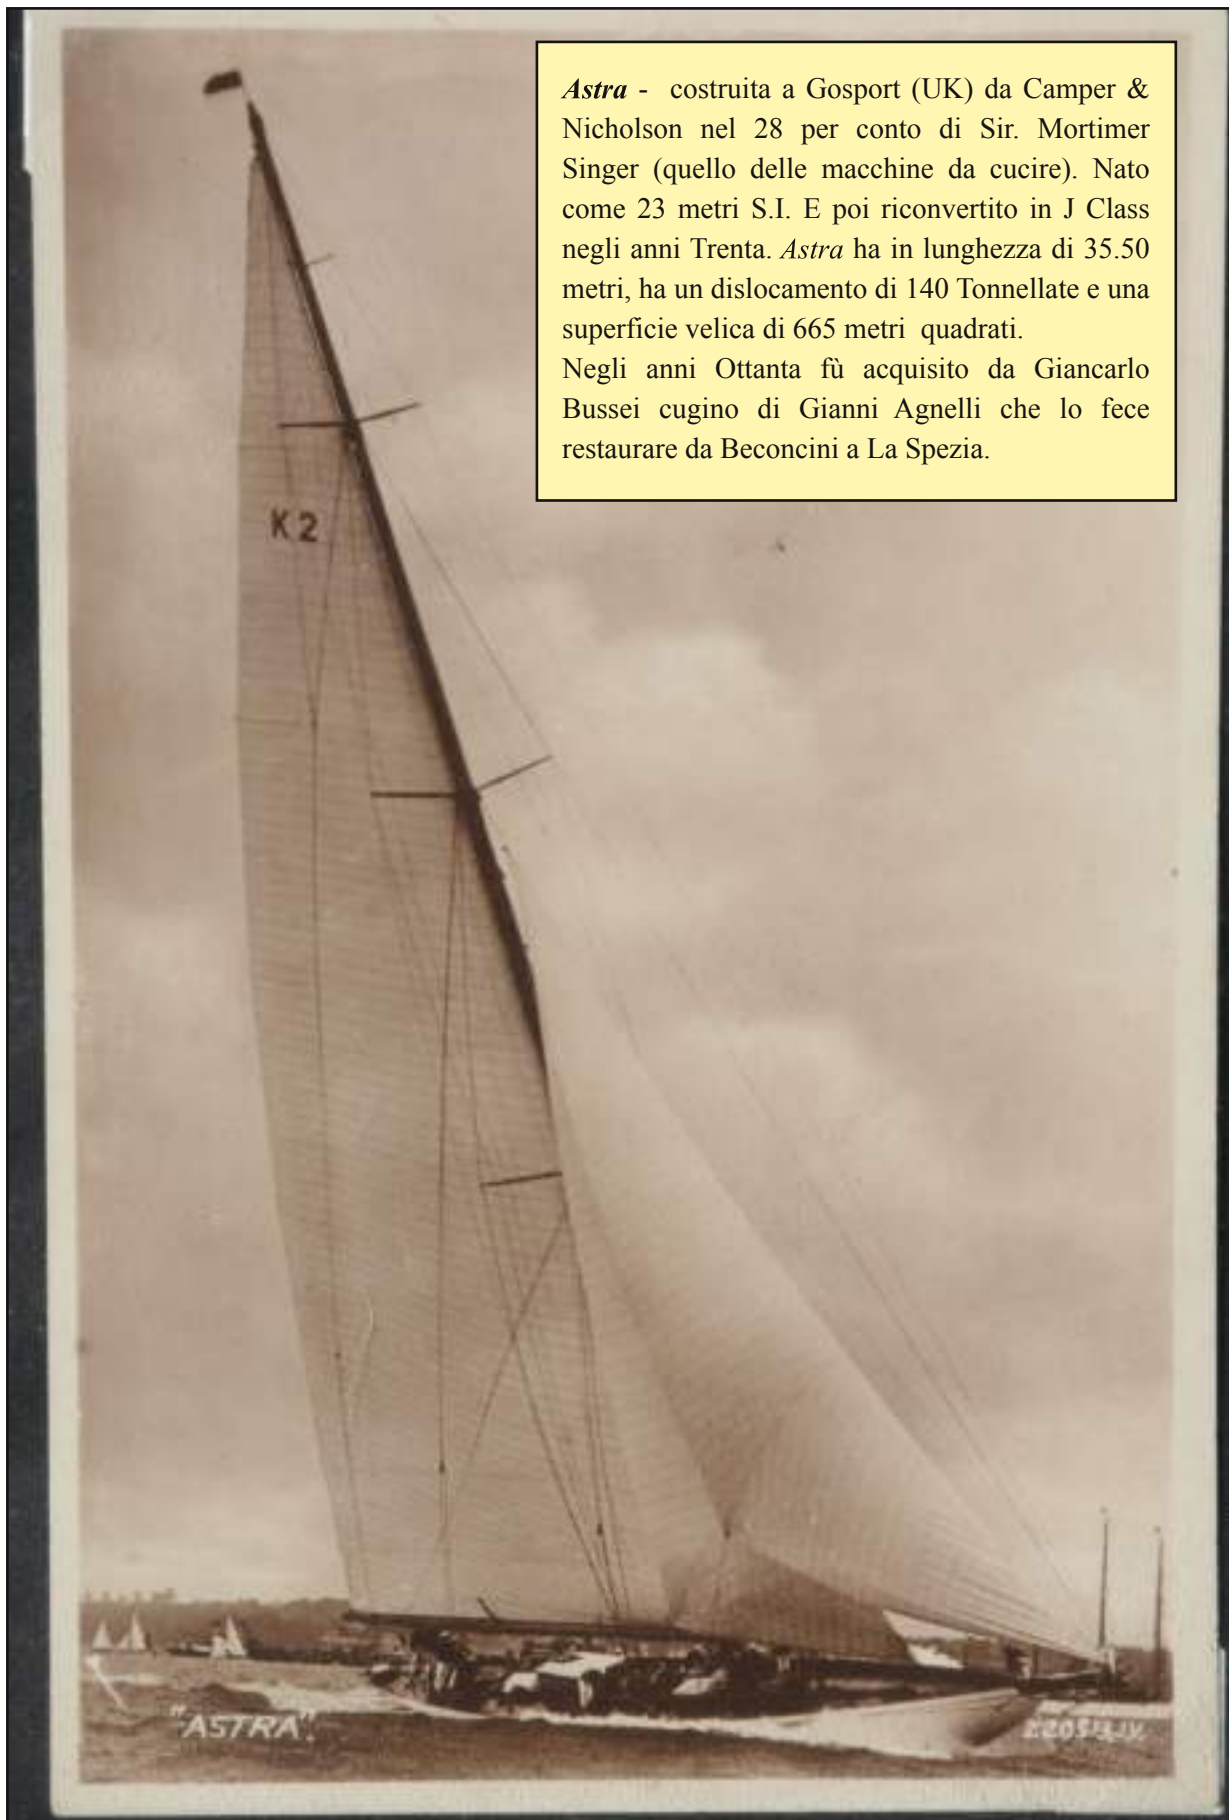 Astra - costruita a Gosport (UK) da Camper &
Nicholson nel 28 per conto di Sir. Mortimer
Singer (quello delle macchine da cucire). Nato
come 23 metri S.I. E poi riconvertito in J Class
negli anni Trenta. Astra ha in lunghezza di 35.50
metri, ha un dislocamento di 140 Tonnellate e una
superficie velica di 665 metri quadrati.
Negli anni Ottanta fù acquisito da Giancarlo
Bussei cugino di Gianni Agnelli che lo fece
restaurare da Beconcini a La Spezia.
K 2
"ASTRA".